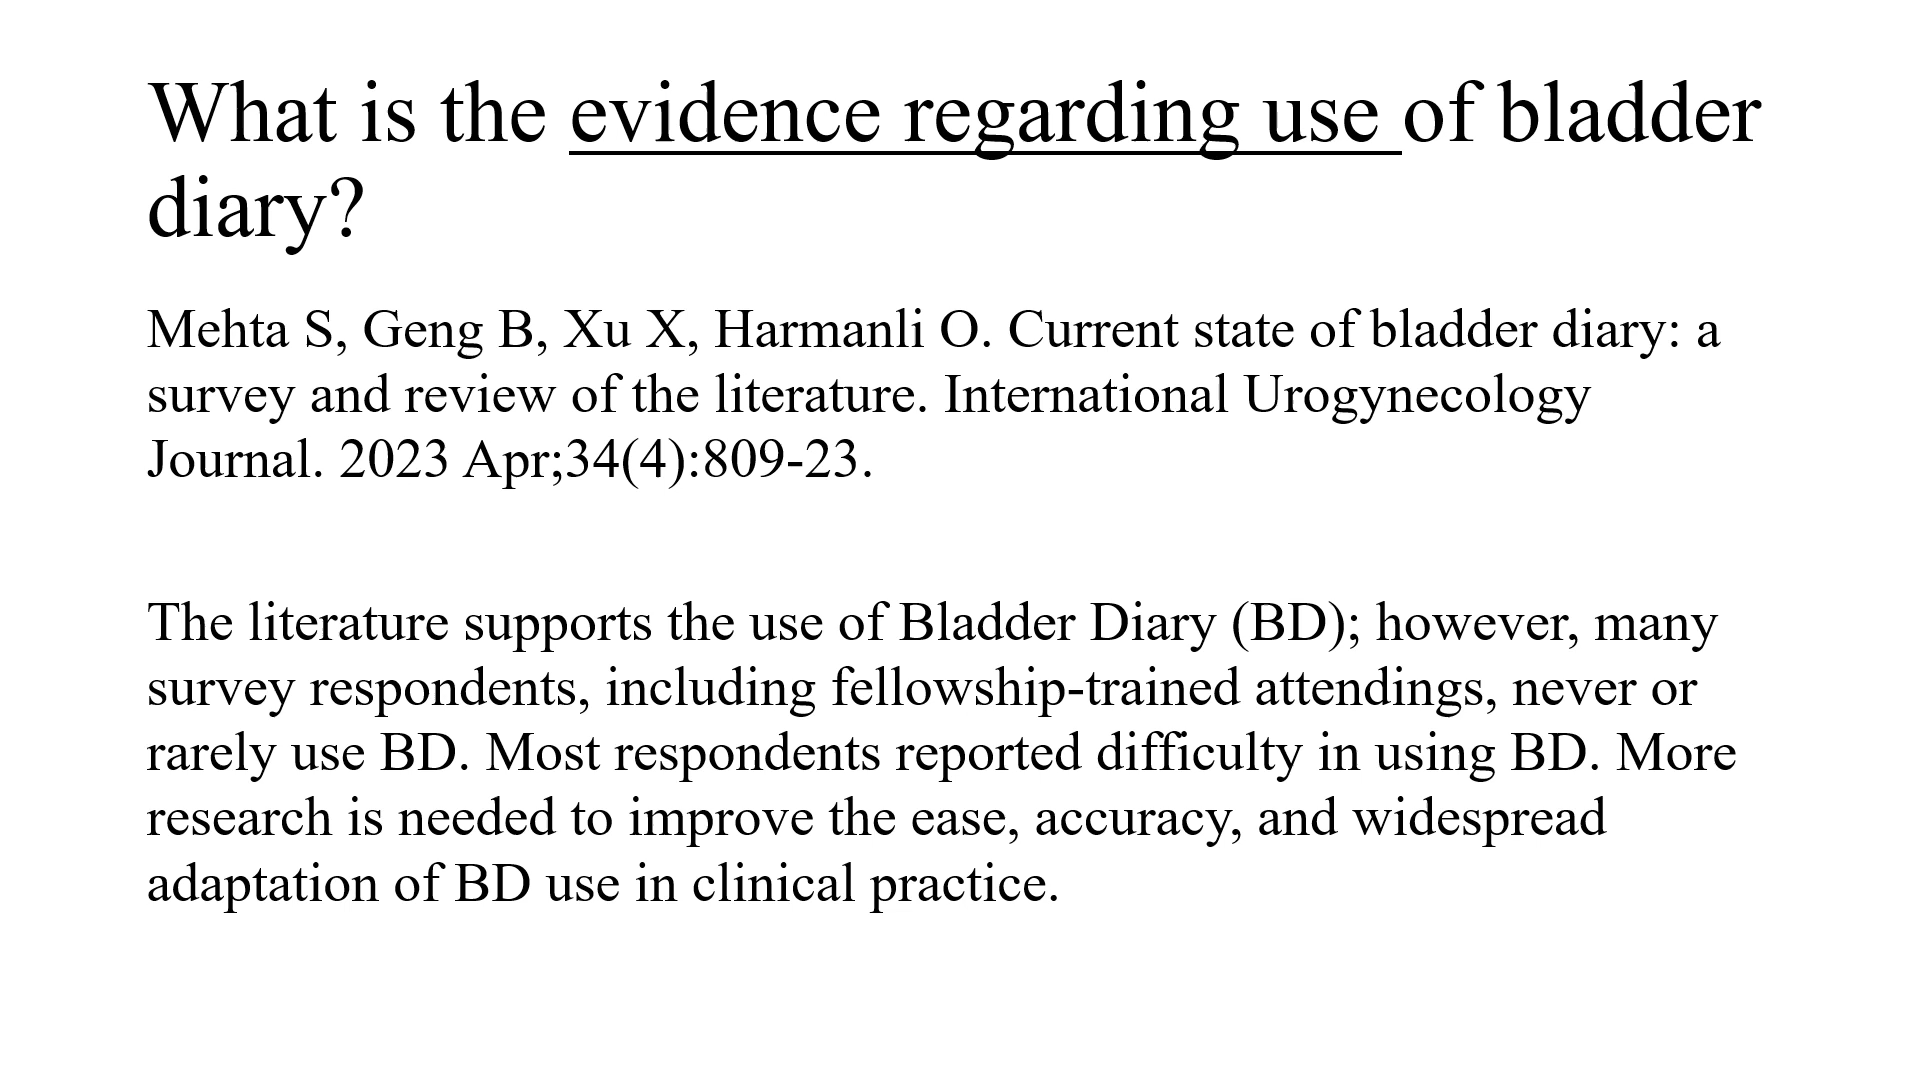 What is the evidence regarding use of bladder
diary?
Mehta S, Geng B, Xu X, Harmanli O. Current state of bladder diary: a
survey and review of the literature. International Urogynecology
Journal. 2023 Apr;34(4):809-23.
The literature supports the use of Bladder Diary (BD); however, many
survey respondents, including fellowship-trained attendings, never or
rarely use BD. Most respondents reported difficulty in using BD. More
research is needed to improve the ease, accuracy, and widespread
adaptation of BD use in clinical practice.